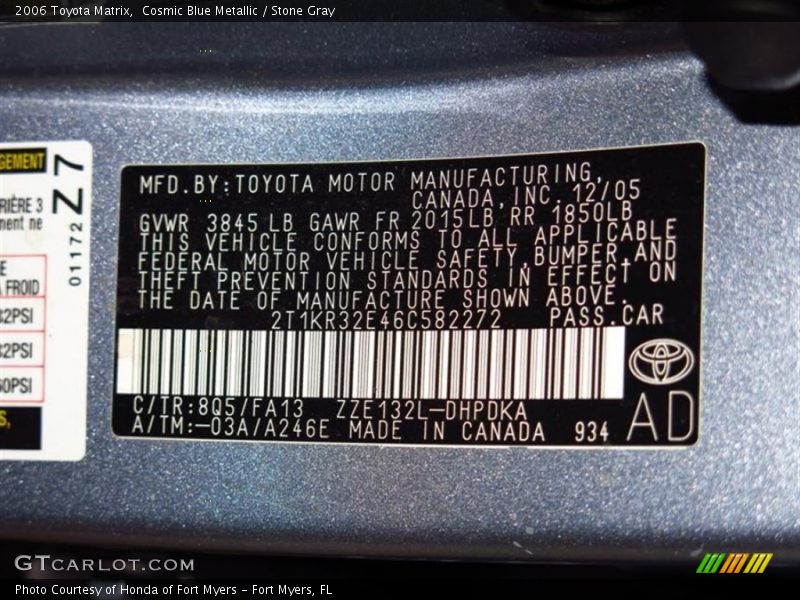 2006 Toyota Matrix,  Cosmic Blue Metallic / Stone Gray
GEMENT
RIÈRE 3
ment ne
E
A FROID
32PSI
32PSI
60PSI
S,
01172
Z7
MFD.BY:TOYOTA MOTOR MANUFACTURING,
CANADA,INC. 12/05
GVWR 3845 LB GAWR FR 2015LB RR 1850LB
THIS VEHICLE CONFORMS TO ALL APPLICABLE
FEDERAL MOTOR VEHICLE SAFETY,BUMPER,AND
THEFT PREVENTION STANDARDS IN EFFECT ON
THE DATE OF MANUFACTURE SHOWN ABOVE.
2T1KR32E46C582272 PASS.CAR
C/TR:8Q5/FA13 ZZE132L-DHPDKA
A/TM:-03A/A246E MADE IN CANADA 934
AD
GTCARLOT.COM
Photo Courtesy of Honda of Fort Myers - Fort Myers, FL